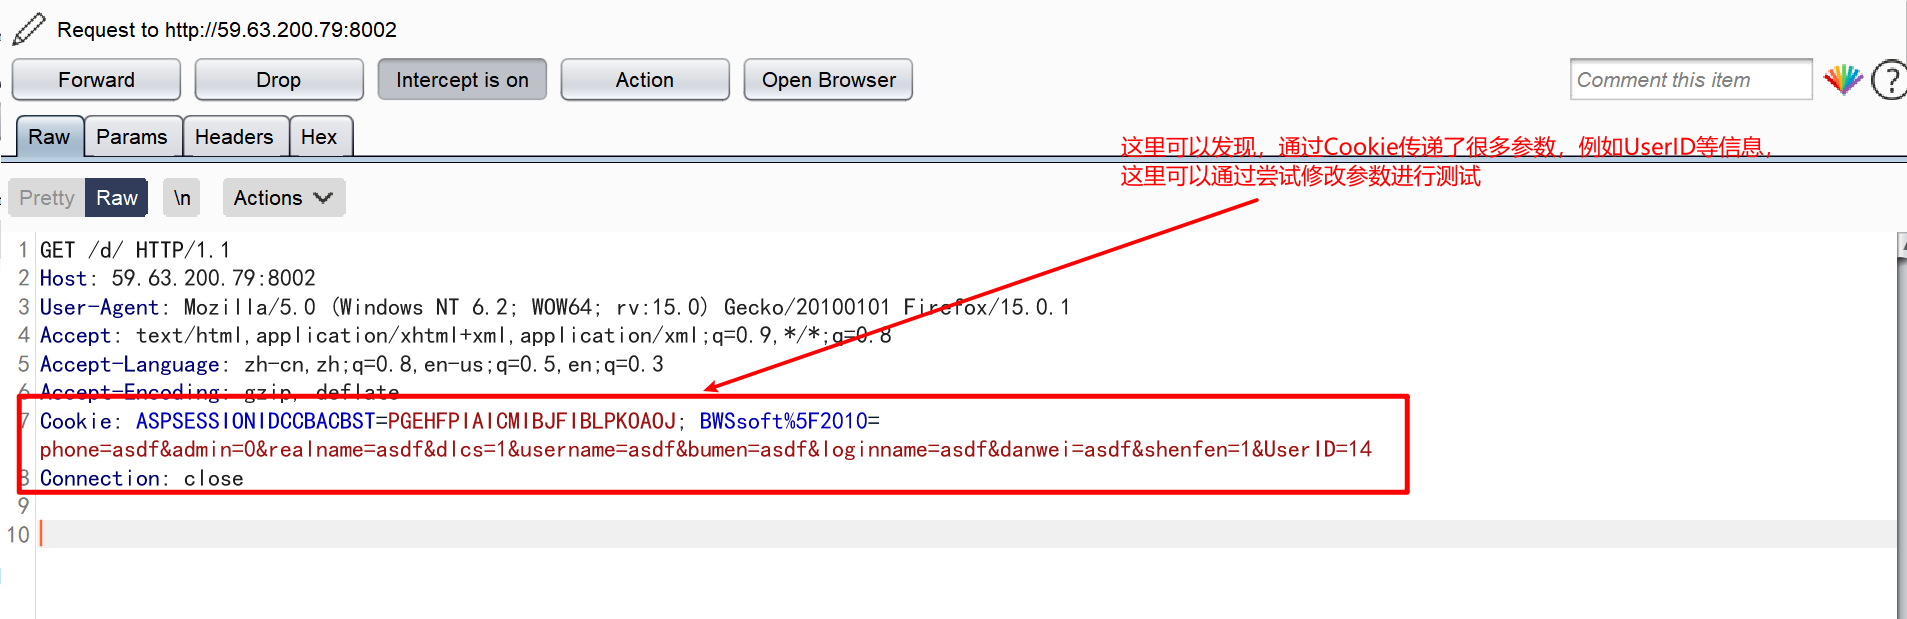 Request to http://59.63.200.79:8002
Forward Drop Intercept is on Action Open Browser Comment this item ?
Raw Params Headers Hex
这里可以发现，通过Cookie传递了很多参数，例如UserID等信息，
这里可以通过尝试修改参数进行测试
Pretty Raw \n Actions
1 GET /d/ HTTP/1.1
2 Host: 59.63.200.79:8002
3 User-Agent: Mozilla/5.0 (Windows NT 6.2; WOW64; rv:15.0) Gecko/20100101 Firefox/15.0.1
4 Accept: text/html,application/xhtml+xml,application/xml;q=0.9,*/*;q=0.8
5 Accept-Language: zh-cn,zh;q=0.8,en-us;q=0.5,en;q=0.3
6 Accept-Encoding: gzip, deflate
7 Cookie: ASPSESSIONIDCCBACBST=PGEHFPIAICMIBJFIBLPKOAOJ; BWSsoft%5F2010=
phone=asdf&admin=0&realname=asdf&dlcs=1&username=asdf&bumen=asdf&loginname=asdf&danwei=asdf&shenfen=1&UserID=14
8 Connection: close
9
10